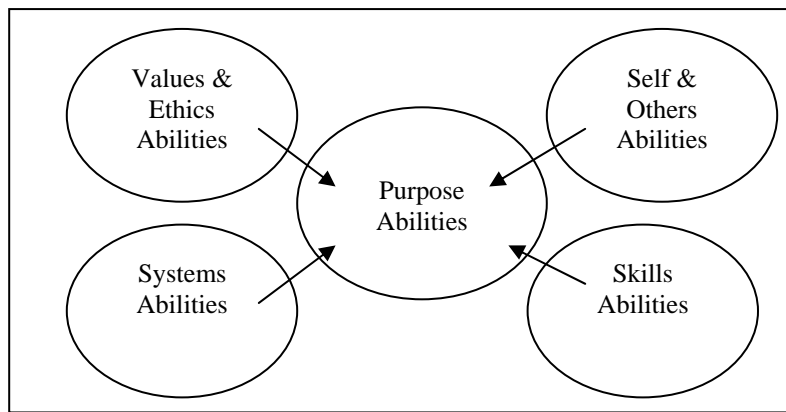 Values &
Ethics
Abilities
Self &
Others
Abilities
Purpose
Abilities
Systems
Abilities
Skills
Abilities